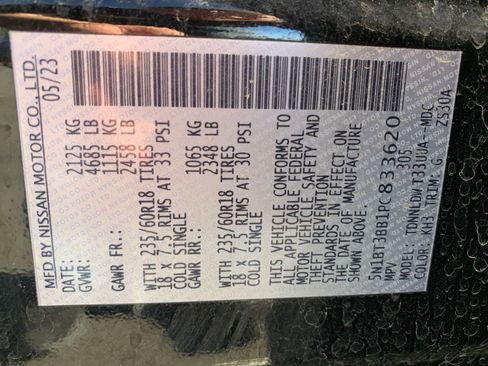 MFD BY NISSAN MOTOR CO., LTD.
DATE: 05/23
GVWR: 2125 KG
4685 LB
GAWR FR.: 1115 KG
2458 LB
WITH 235/60R18 TIRES
18 x 7.5 RIMS AT 33 PSI
COLD SINGLE
GAWR RR.: 1065 KG
2348 LB
WITH 235/60R18 TIRES
18 x 7.5 RIMS AT 30 PSI
COLD SINGLE
THIS VEHICLE CONFORMS TO
ALL APPLICABLE FEDERAL
MOTOR VEHICLE SAFETY AND
THEFT PREVENTION
STANDARDS IN EFFECT ON
THE DATE OF MANUFACTURE
SHOWN ABOVE.
5N1BT3BB1PC833620
MPV 305
MODEL: TDNNLDWT33UUA--MDC
COLOR: KH3 TRIM: G ZS30A